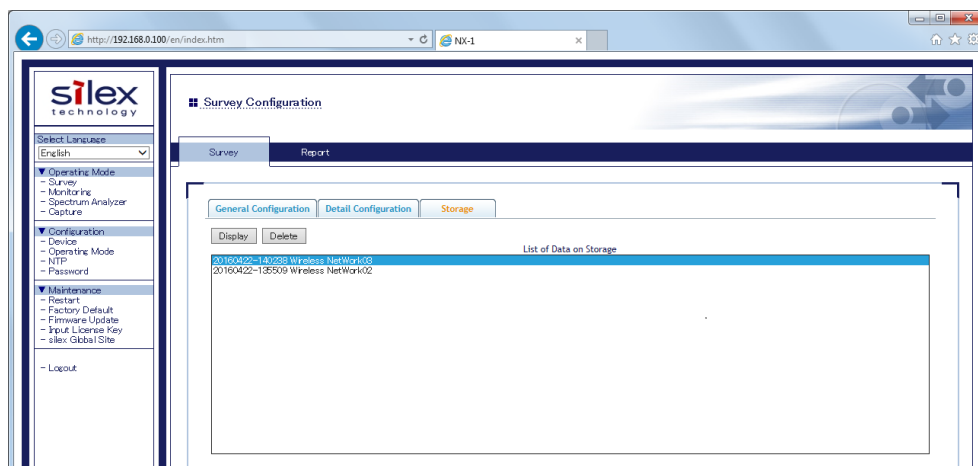 http://192.168.0.100/en/index.htm
NX-1
silex
technology
Select Language
English
▼ Operating Mode
- Survey
- Monitoring
- Spectrum Analyzer
- Capture
▼ Configuration
- Device
- Operating Mode
- NTP
- Password
▼ Maintenance
- Restart
- Factory Default
- Firmware Update
- Input License Key
- silex Global Site
- Logout
Survey Configuration
Survey Report
General Configuration Detail Configuration Storage
Display Delete
List of Data on Storage
20160422-140238 Wireless NetWork03
20160422-135509 Wireless NetWork02